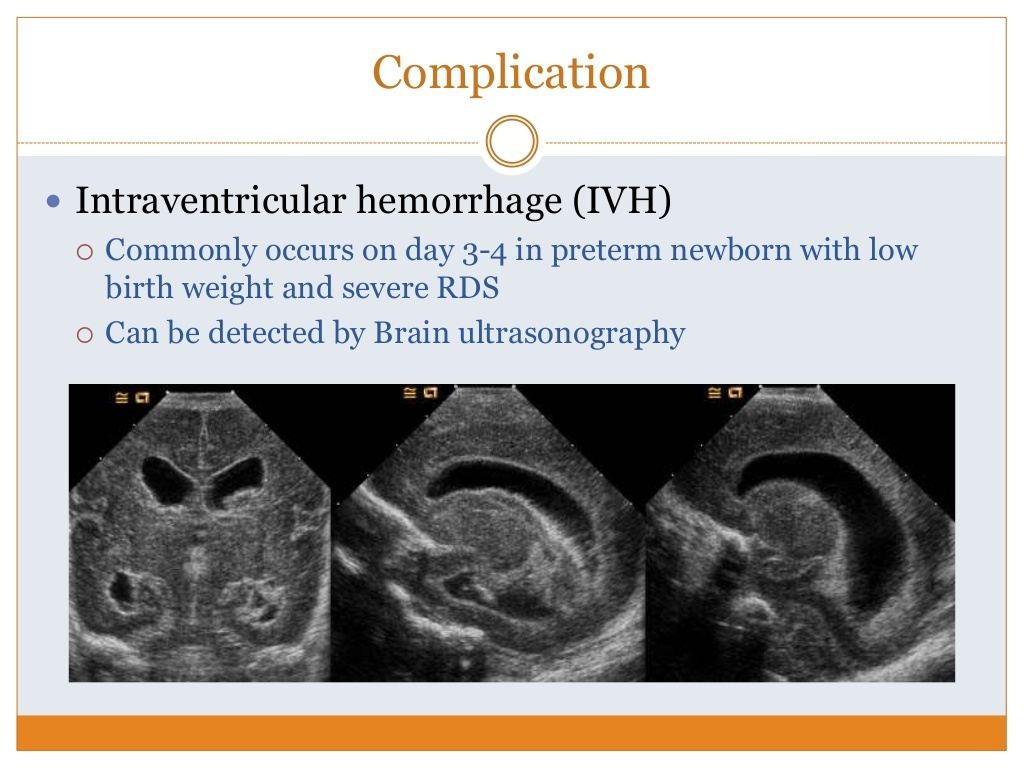 Complication
Intraventricular hemorrhage (IVH)
Commonly occurs on day 3-4 in preterm newborn with low
birth weight and severe RDS
Can be detected by Brain ultrasonography